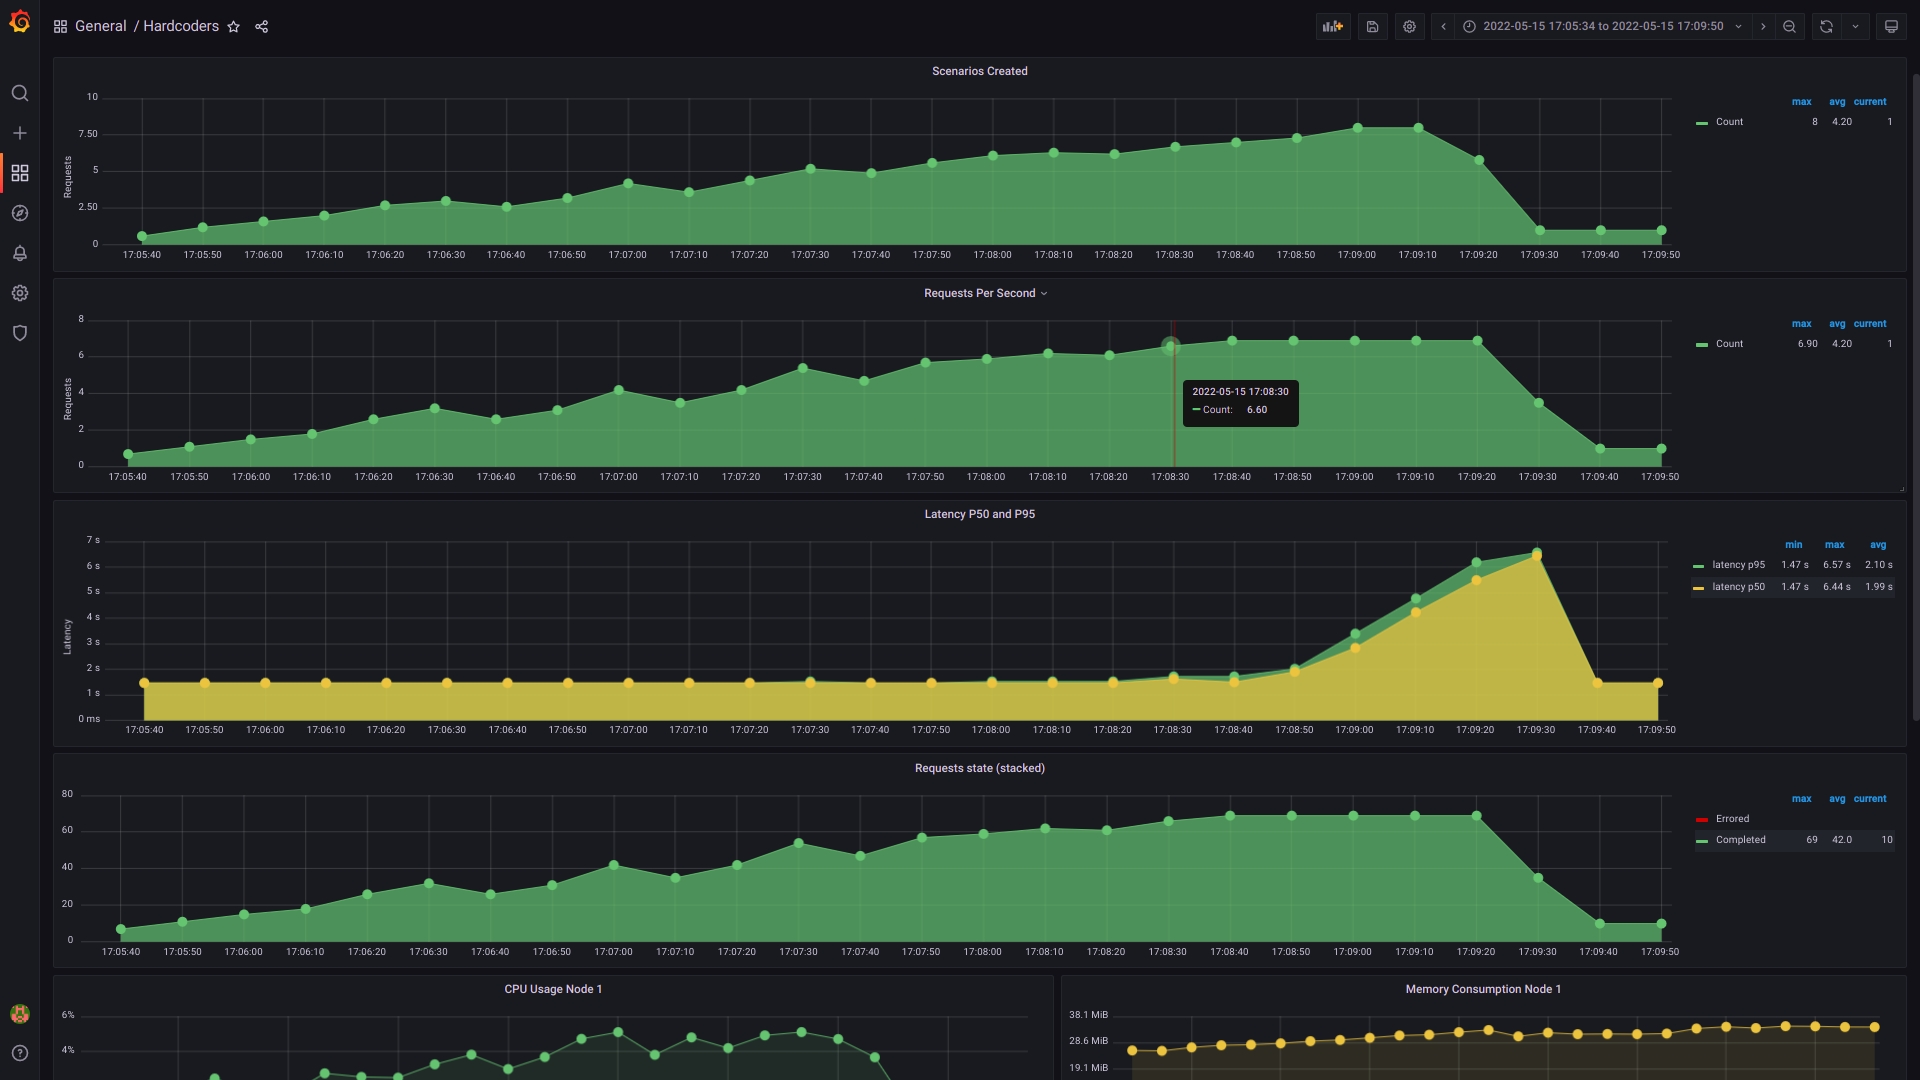 General / Hardcoders
2022-05-15 17:05:34 to 2022-05-15 17:09:50
Scenarios Created
Requests
10
7.50
5
2.50
0
17:05:40 17:05:50 17:06:00 17:06:10 17:06:20 17:06:30 17:06:40 17:06:50 17:07:00 17:07:10 17:07:20 17:07:30 17:07:40 17:07:50 17:08:00 17:08:10 17:08:20 17:08:30 17:08:40 17:08:50 17:09:00 17:09:10 17:09:20 17:09:30 17:09:40 17:09:50
max avg current
Count 8 4.20 1
Requests Per Second
Requests
8
6
4
2
0
17:05:40 17:05:50 17:06:00 17:06:10 17:06:20 17:06:30 17:06:40 17:06:50 17:07:00 17:07:10 17:07:20 17:07:30 17:07:40 17:07:50 17:08:00 17:08:10 17:08:20 17:08:30 17:08:40 17:08:50 17:09:00 17:09:10 17:09:20 17:09:30 17:09:40 17:09:50
2022-05-15 17:08:30
Count: 6.60
max avg current
Count 6.90 4.20 1
Latency P50 and P95
Latency
7 s
6 s
5 s
4 s
3 s
2 s
1 s
0 ms
17:05:40 17:05:50 17:06:00 17:06:10 17:06:20 17:06:30 17:06:40 17:06:50 17:07:00 17:07:10 17:07:20 17:07:30 17:07:40 17:07:50 17:08:00 17:08:10 17:08:20 17:08:30 17:08:40 17:08:50 17:09:00 17:09:10 17:09:20 17:09:30 17:09:40 17:09:50
min max avg
latency p95 1.47 s 6.57 s 2.10 s
latency p50 1.47 s 6.44 s 1.99 s
Requests state (stacked)
80
60
40
20
0
17:05:40 17:05:50 17:06:00 17:06:10 17:06:20 17:06:30 17:06:40 17:06:50 17:07:00 17:07:10 17:07:20 17:07:30 17:07:40 17:07:50 17:08:00 17:08:10 17:08:20 17:08:30 17:08:40 17:08:50 17:09:00 17:09:10 17:09:20 17:09:30 17:09:40 17:09:50
max avg current
Errored
Completed 69 42.0 10
CPU Usage Node 1
6%
4%
Memory Consumption Node 1
38.1 MiB
28.6 MiB
19.1 MiB